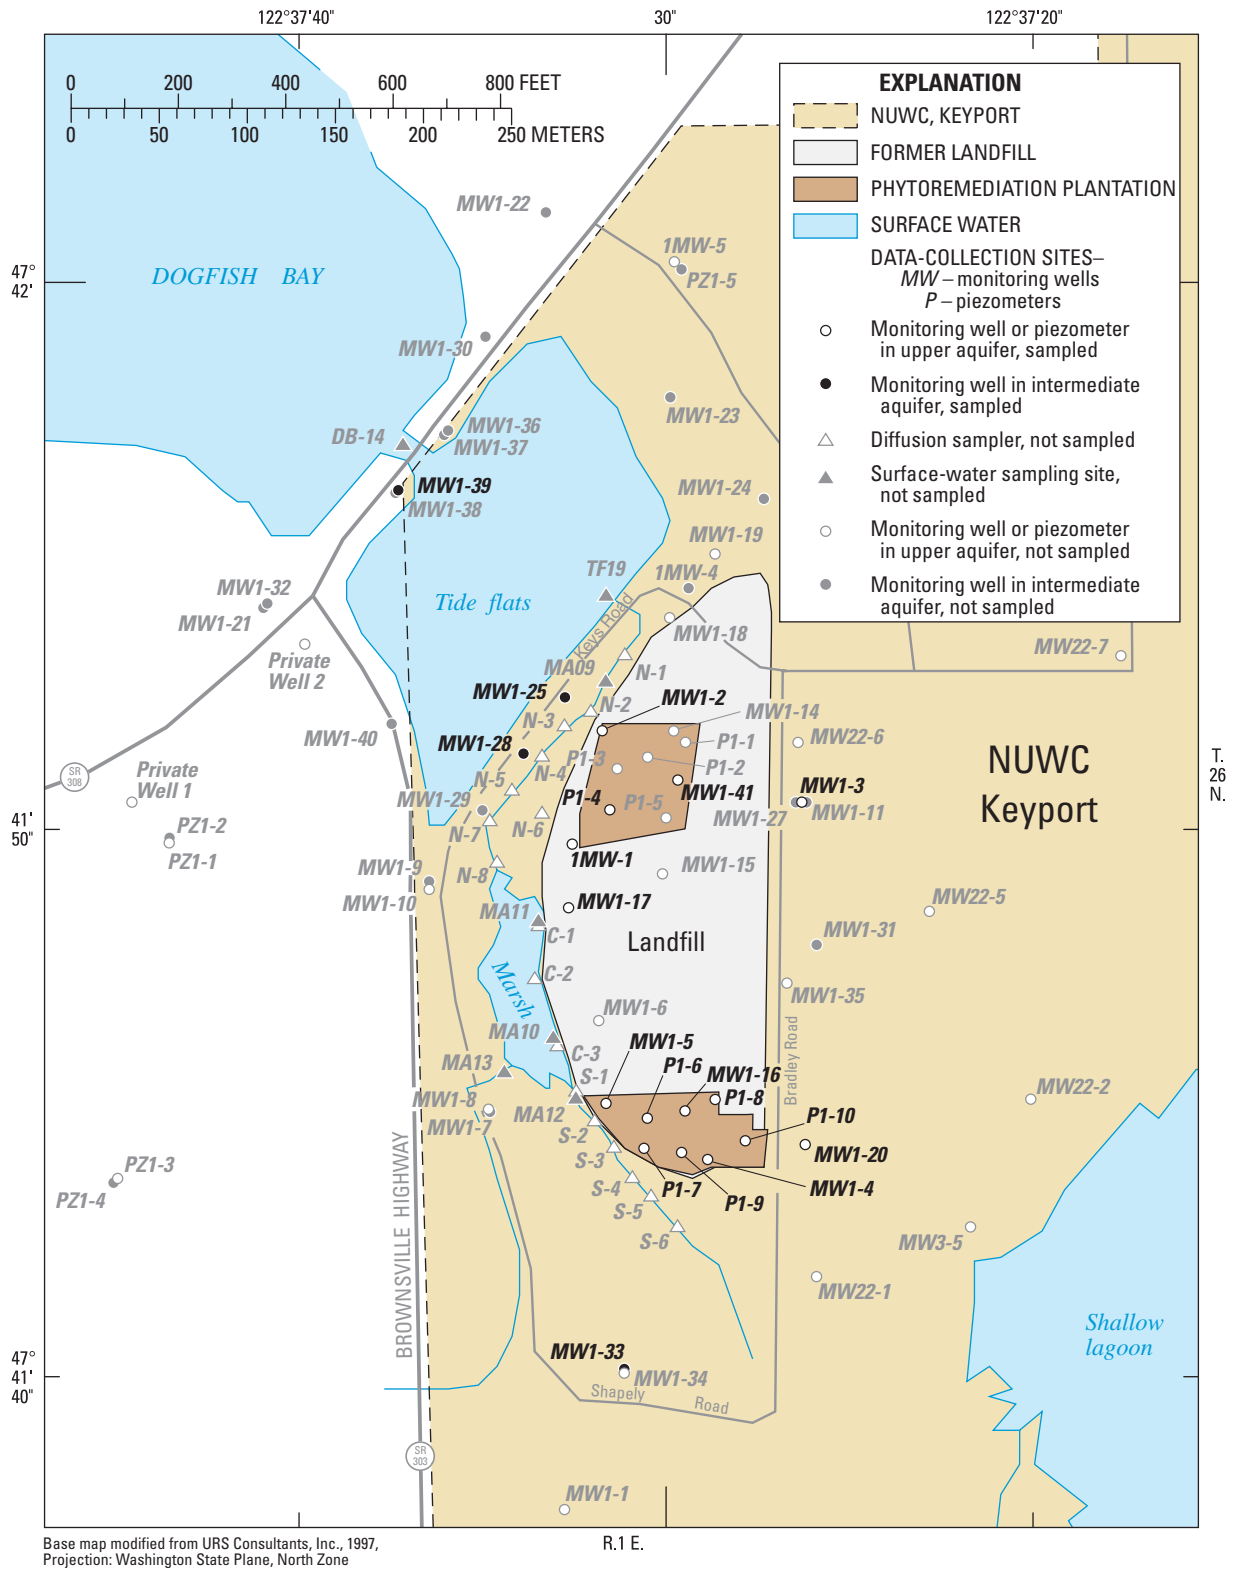 122°37'40"
30"
122°37'20"
0 200 400 600 800 FEET
0 50 100 150 200 250 METERS
EXPLANATION
NUWC, KEYPORT
FORMER LANDFILL
PHYTOREMEDIATION PLANTATION
SURFACE WATER
DATA-COLLECTION SITES–
MW – monitoring wells
P – piezometers
Monitoring well or piezometer
in upper aquifer, sampled
Monitoring well in intermediate
aquifer, sampled
Diffusion sampler, not sampled
Surface-water sampling site,
not sampled
Monitoring well or piezometer
in upper aquifer, not sampled
Monitoring well in intermediate
aquifer, not sampled
MW1-22
1MW-5
PZ1-5
47°
42'
DOGFISH BAY
MW1-30
MW1-23
MW1-36
DB-14
MW1-37
MW1-39
MW1-38
MW1-24
MW1-19
TF19
1MW-4
MW1-32
MW1-21
Tide flats
Keys Road
MW1-18
Private
Well 2
MW22-7
MA09
N-1
MW1-25
N-2
MW1-2
N-3
MW1-14
MW1-40
P1-1
MW22-6
MW1-28
P1-3
P1-2
NUWC
Keyport
T.
26
N.
SR
308
Private
Well 1
N-5
N-4
MW1-41
MW1-3
MW1-29
P1-4
P1-5
MW1-27
MW1-11
41'
50"
PZ1-2
PZ1-1
N-7
N-6
1MW-1
MW1-15
MW1-9
N-8
MW1-10
MW1-17
MW22-5
MA11
C-1
Landfill
MW1-31
Marsh
C-2
MW1-35
MW1-6
MA10
MW1-5
C-3
P1-6
MA13
S-1
MW1-16
Bradley Road
MW22-2
MW1-8
MA12
P1-8
MW1-7
S-2
P1-10
MW1-20
PZ1-3
PZ1-4
S-3
S-4
P1-7
MW1-4
S-5
P1-9
BROWNSVILLE HIGHWAY
S-6
MW3-5
MW22-1
Shallow
lagoon
47°
41'
40"
MW1-33
MW1-34
Shapely Road
SR
303
MW1-1
Base map modified from URS Consultants, Inc., 1997,
Projection: Washington State Plane, North Zone
R.1 E.